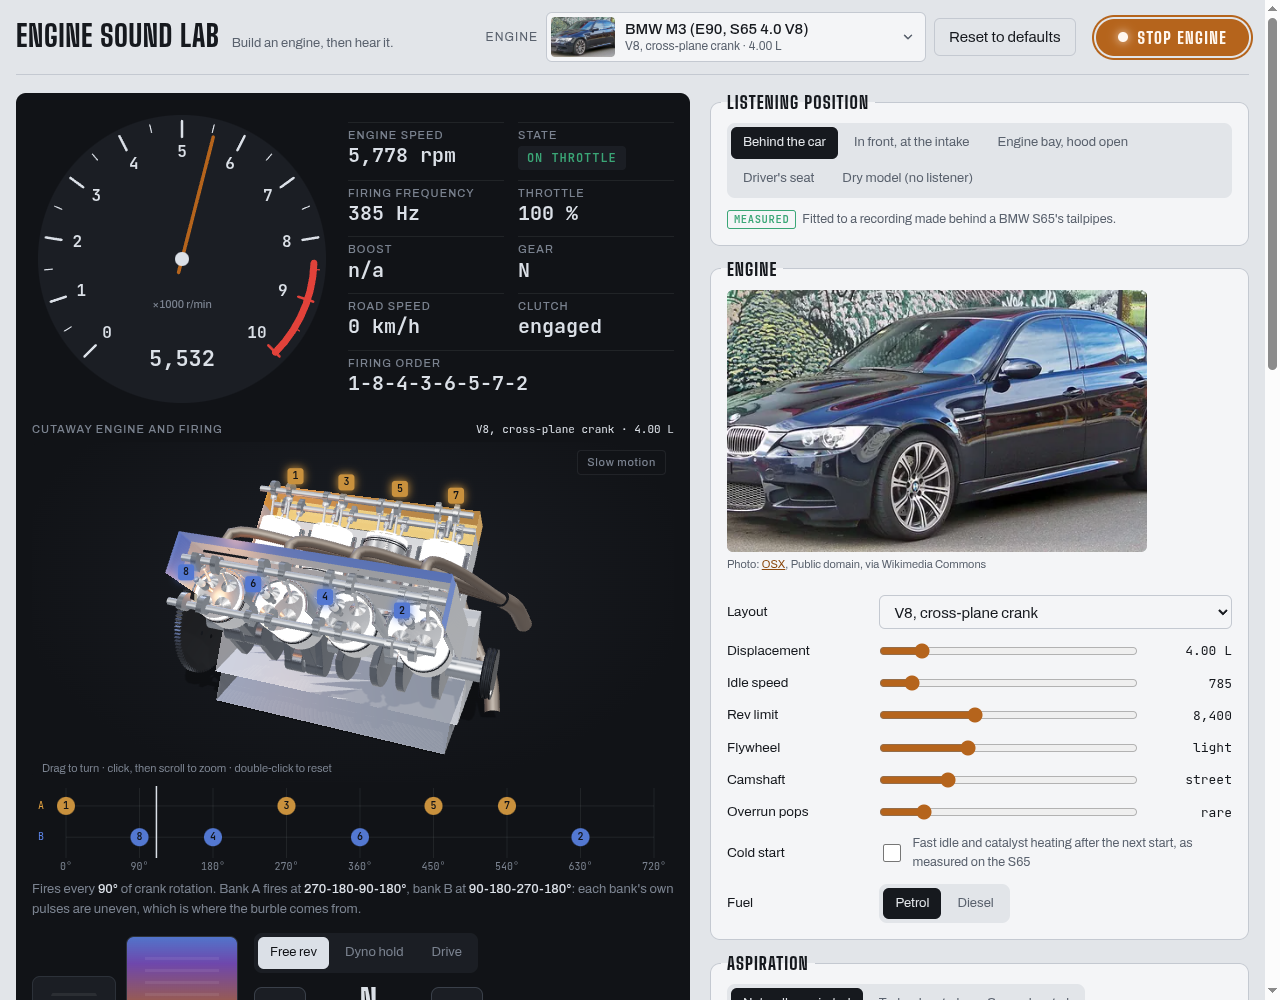 ENGINE SOUND LAB
Build an engine, then hear it.
ENGINE
BMW M3 (E90, S65 4.0 V8)
V8, cross-plane crank · 4.00 L
Reset to defaults
STOP ENGINE
0
1
2
3
4
5
6
7
8
9
10
×1000 r/min
5,532
ENGINE SPEED
5,778 rpm
STATE
ON THROTTLE
FIRING FREQUENCY
385 Hz
THROTTLE
100 %
BOOST
n/a
GEAR
N
ROAD SPEED
0 km/h
CLUTCH
engaged
FIRING ORDER
1-8-4-3-6-5-7-2
CUTAWAY ENGINE AND FIRING
V8, cross-plane crank · 4.00 L
Slow motion
1
3
5
7
8
6
4
2
Drag to turn · click, then scroll to zoom · double-click to reset
A
1
3
5
7
B
8
4
6
2
0° 90° 180° 270° 360° 450° 540° 630° 720°
Fires every 90° of crank rotation. Bank A fires at 270-180-90-180°, bank B at 90-180-270-180°: each bank's own
pulses are uneven, which is where the burble comes from.
Free rev
Dyno hold
Drive
N
LISTENING POSITION
Behind the car
In front, at the intake
Engine bay, hood open
Driver's seat
Dry model (no listener)
MEASURED
Fitted to a recording made behind a BMW S65's tailpipes.
ENGINE
Photo: OSX, Public domain, via Wikimedia Commons
Layout
V8, cross-plane crank
Displacement
4.00 L
Idle speed
785
Rev limit
8,400
Flywheel
light
Camshaft
street
Overrun pops
rare
Cold start
Fast idle and catalyst heating after the next start, as
measured on the S65
Fuel
Petrol
Diesel
ASPIRATION